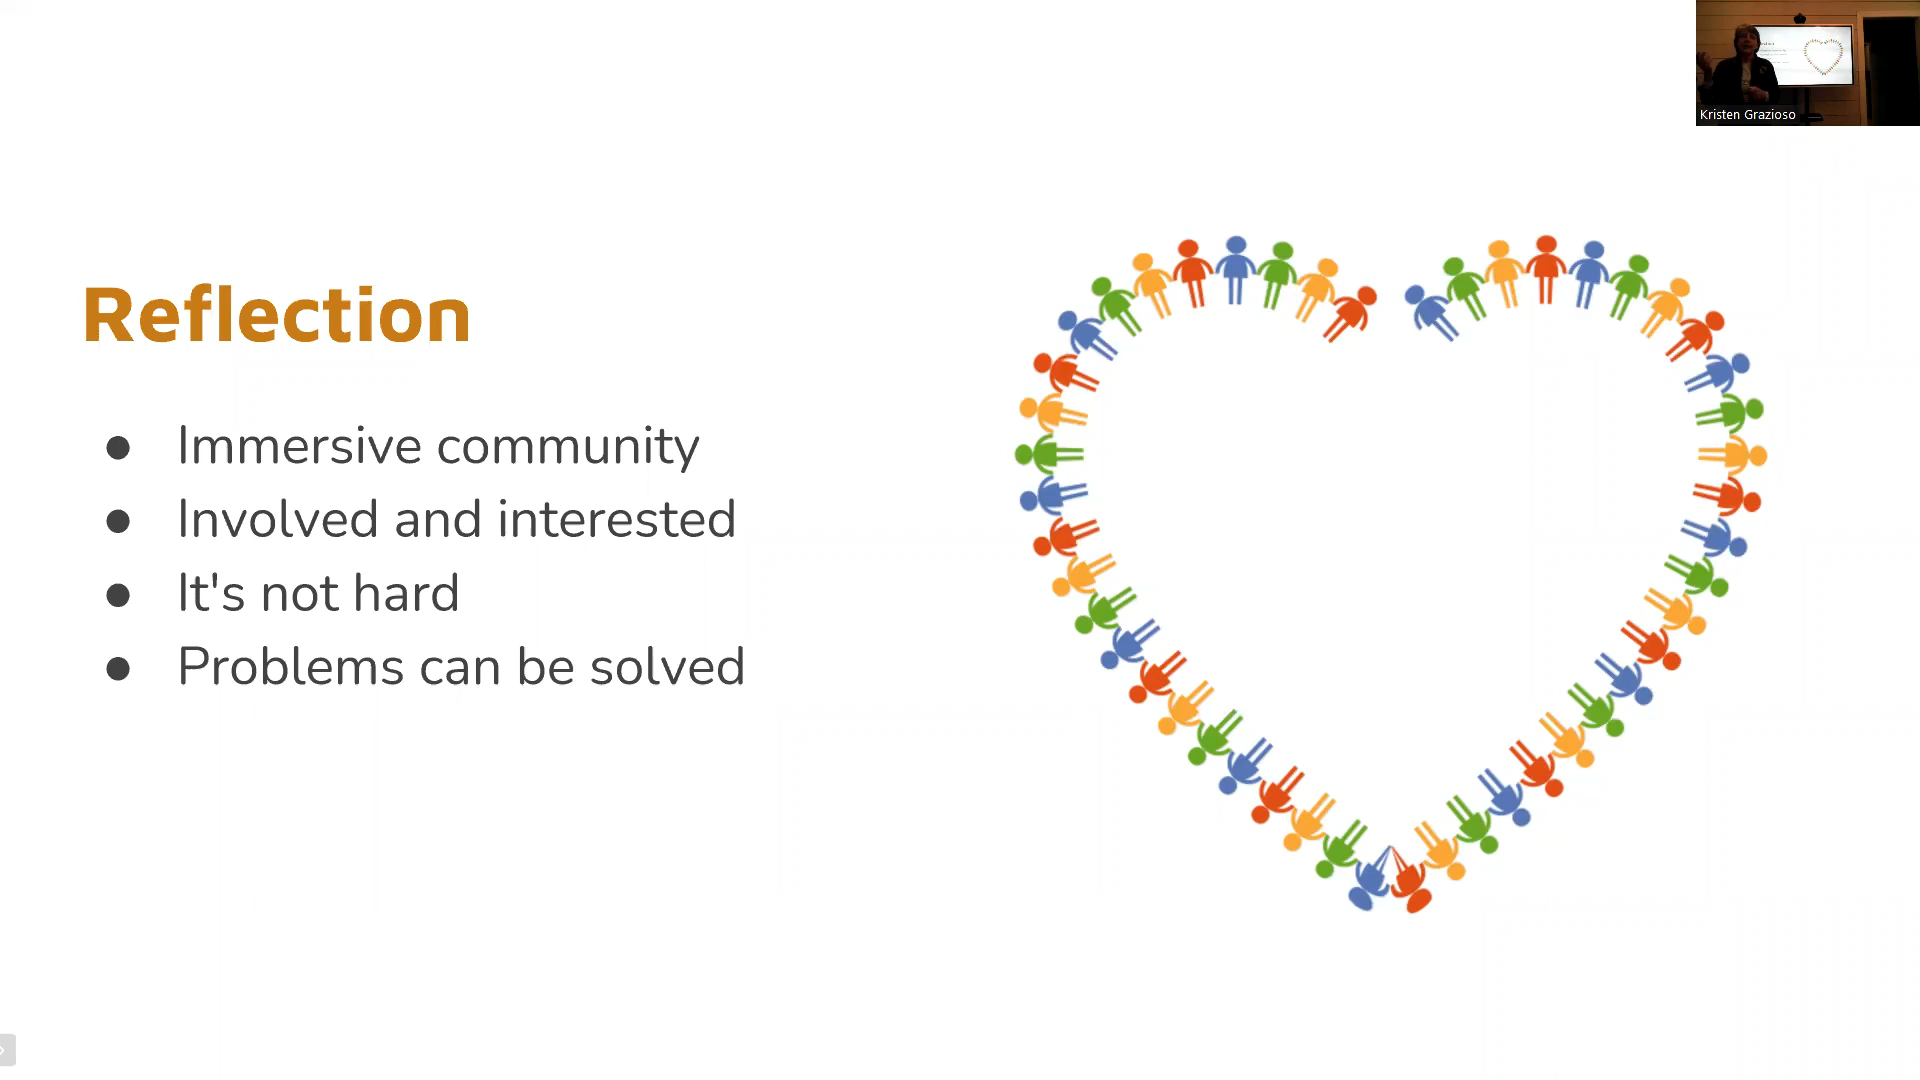 Kristen Grazioso
Reflection
● Immersive community
● Involved and interested
● It's not hard
● Problems can be solved